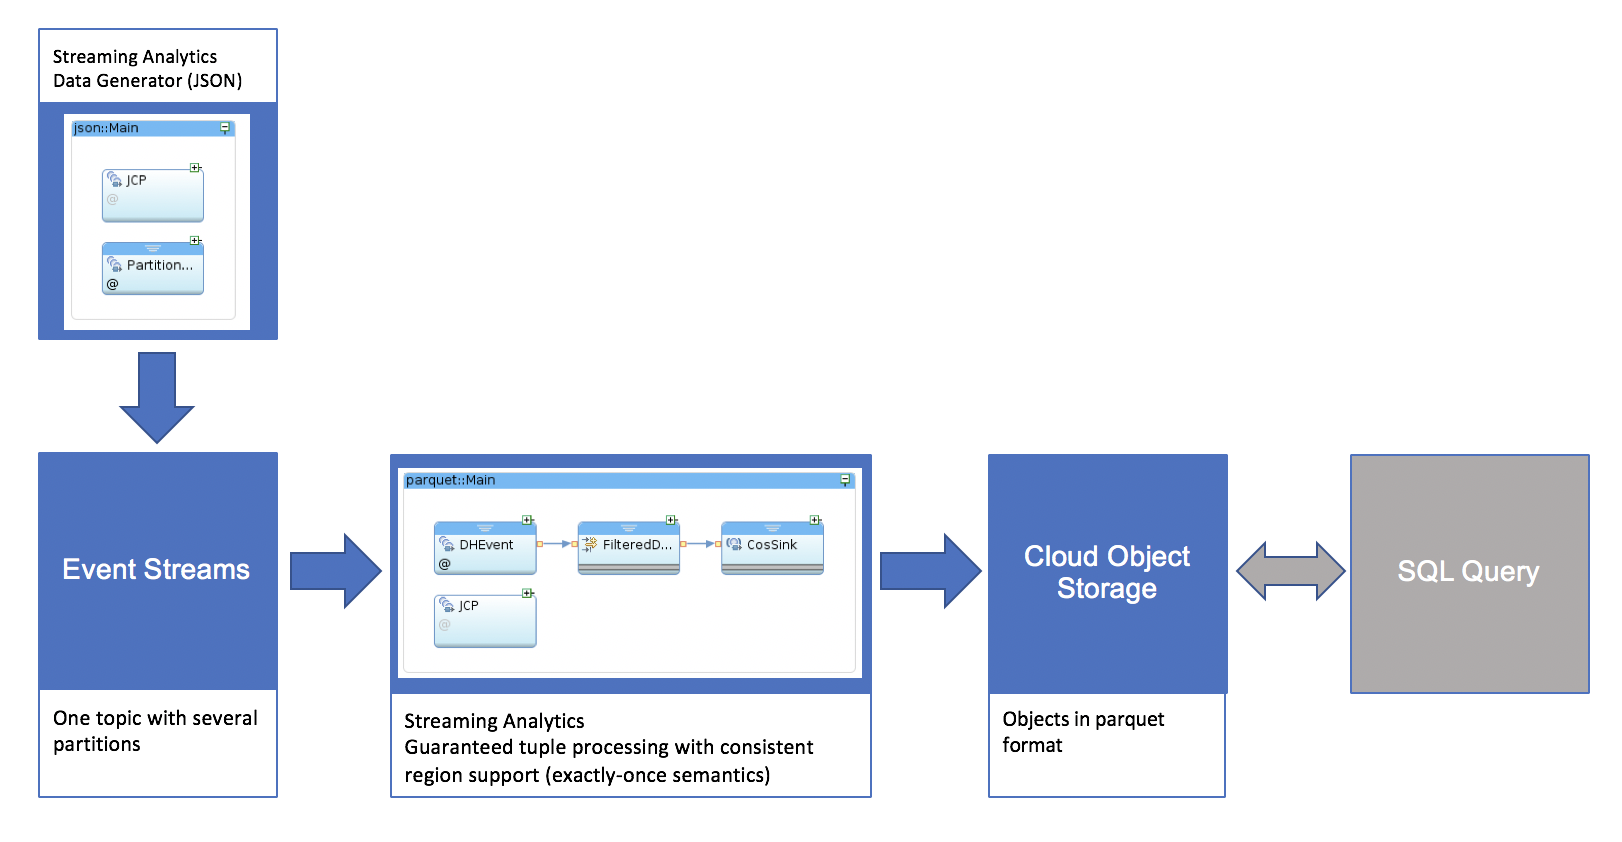 Streaming Analytics
Data Generator (JSON)
json::Main
JCP
@
Partition...
@
Event Streams
One topic with several
partitions
parquet::Main
DHEvent
@
FilteredD...
CosSink
JCP
@
Streaming Analytics
Guaranteed tuple processing with consistent
region support (exactly-once semantics)
Cloud Object
Storage
Objects in parquet
format
SQL Query